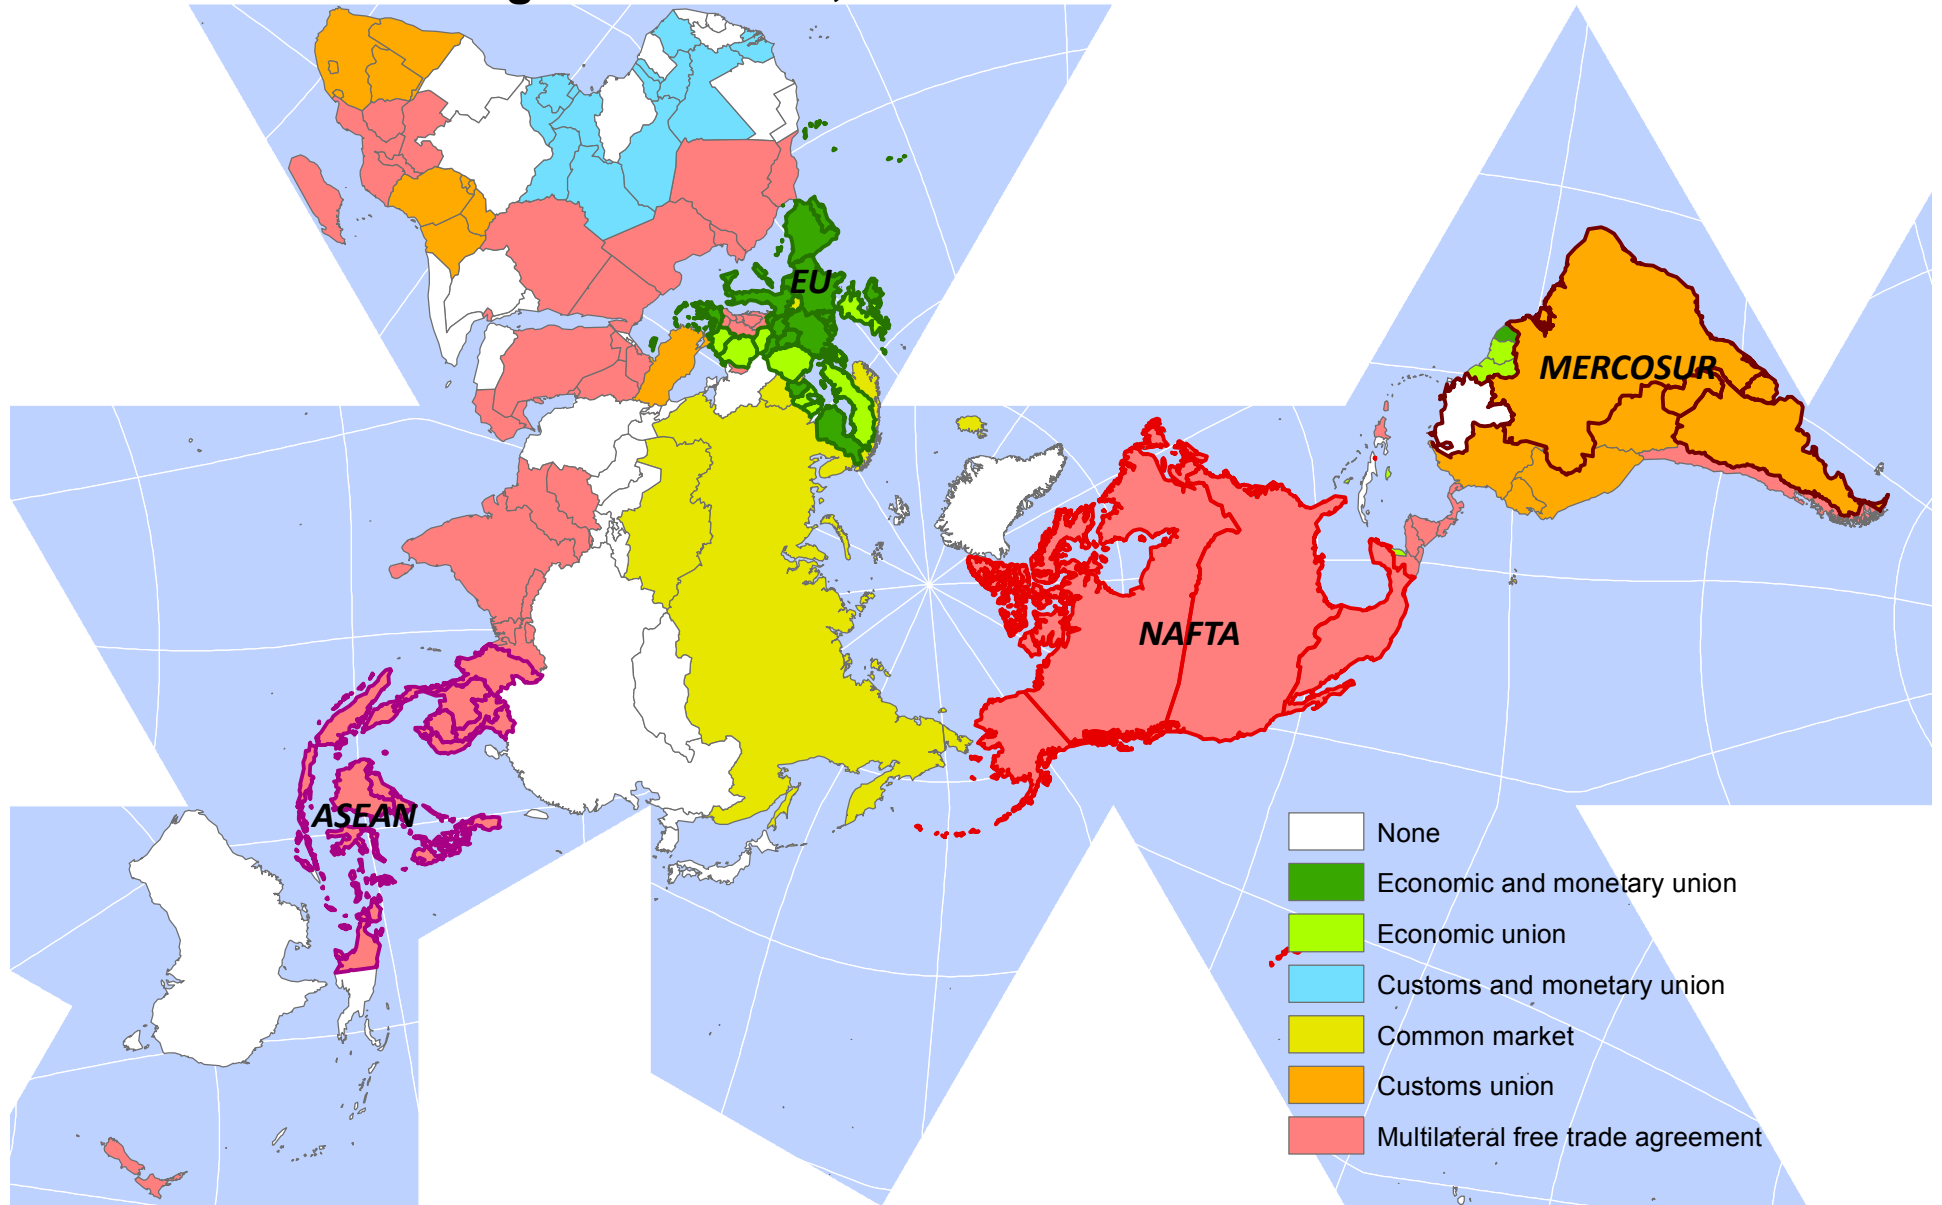 EU
MERCOSUR
NAFTA
ASEAN
None
Economic and monetary union
Economic union
Customs and monetary union
Common market
Customs union
Multilateral free trade agreement